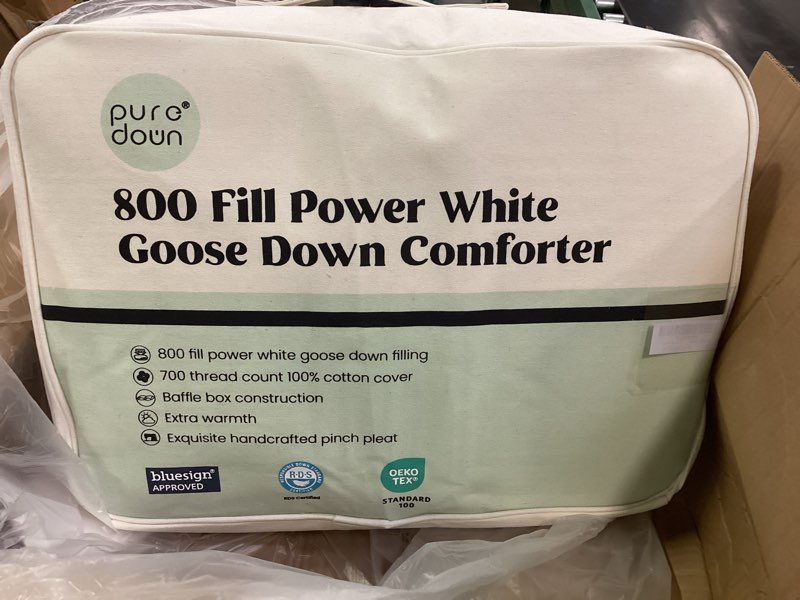 pure®
down
800 Fill Power White
Goose Down Comforter
800 fill power white goose down filling
700 thread count 100% cotton cover
Baffle box construction
Extra warmth
Exquisite handcrafted pinch pleat
bluesign®
APPROVED
R·D·S
RDS Certified
OEKO
TEX®
STANDARD
100